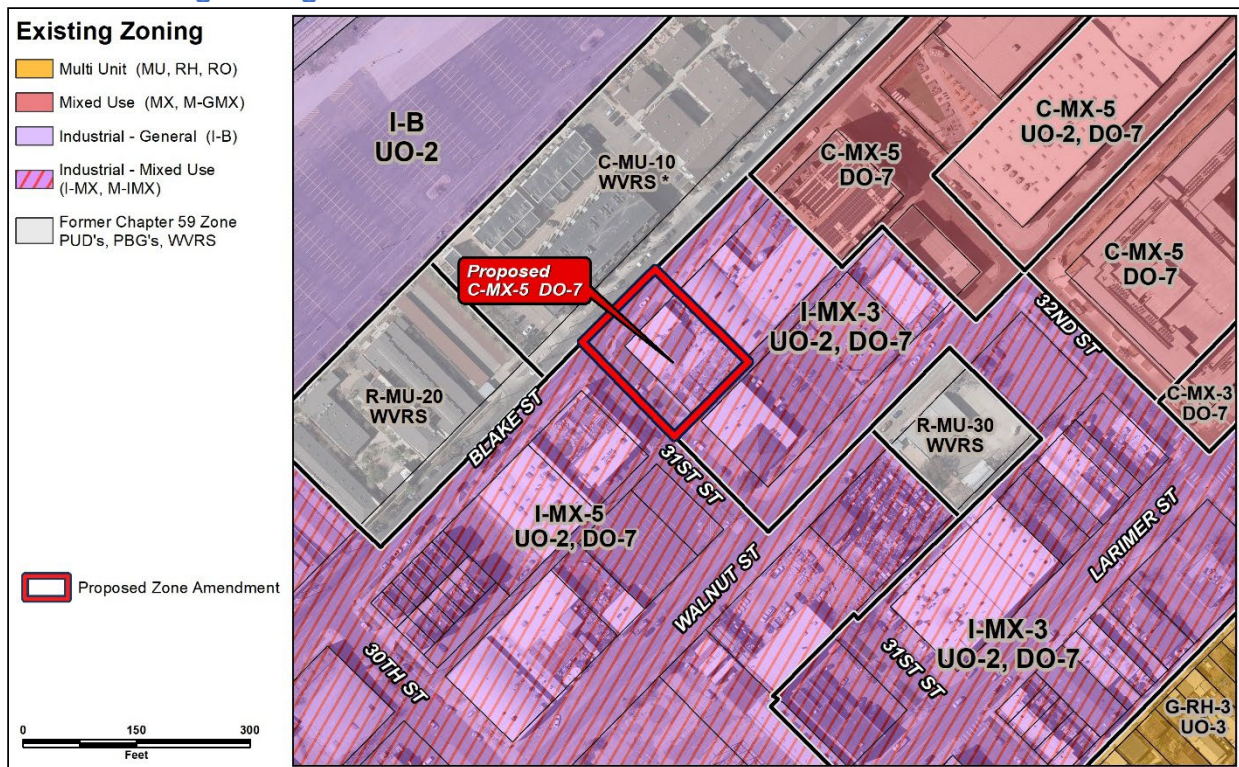 Existing Zoning
Multi Unit (MU, RH, RO)
Mixed Use (MX, M-GMX)
Industrial - General (I-B)
Industrial - Mixed Use
(I-MX, M-IMX)
Former Chapter 59 Zone
PUD's, PBG's, WVRS
Proposed Zone Amendment
0 150 300
Feet
I-B
UO-2
C-MU-10
WVRS *
C-MX-5
DO-7
C-MX-5
UO-2, DO-7
C-MX-5
DO-7
Proposed
C-MX-5 DO-7
I-MX-3
UO-2, DO-7
32ND ST
C-MX-3
DO-7
R-MU-20
WVRS
BLAKE ST
31ST ST
R-MU-30
WVRS
I-MX-5
UO-2, DO-7
WALNUT ST
LARIMER ST
30TH ST
31ST ST
I-MX-3
UO-2, DO-7
G-RH-3
UO-3